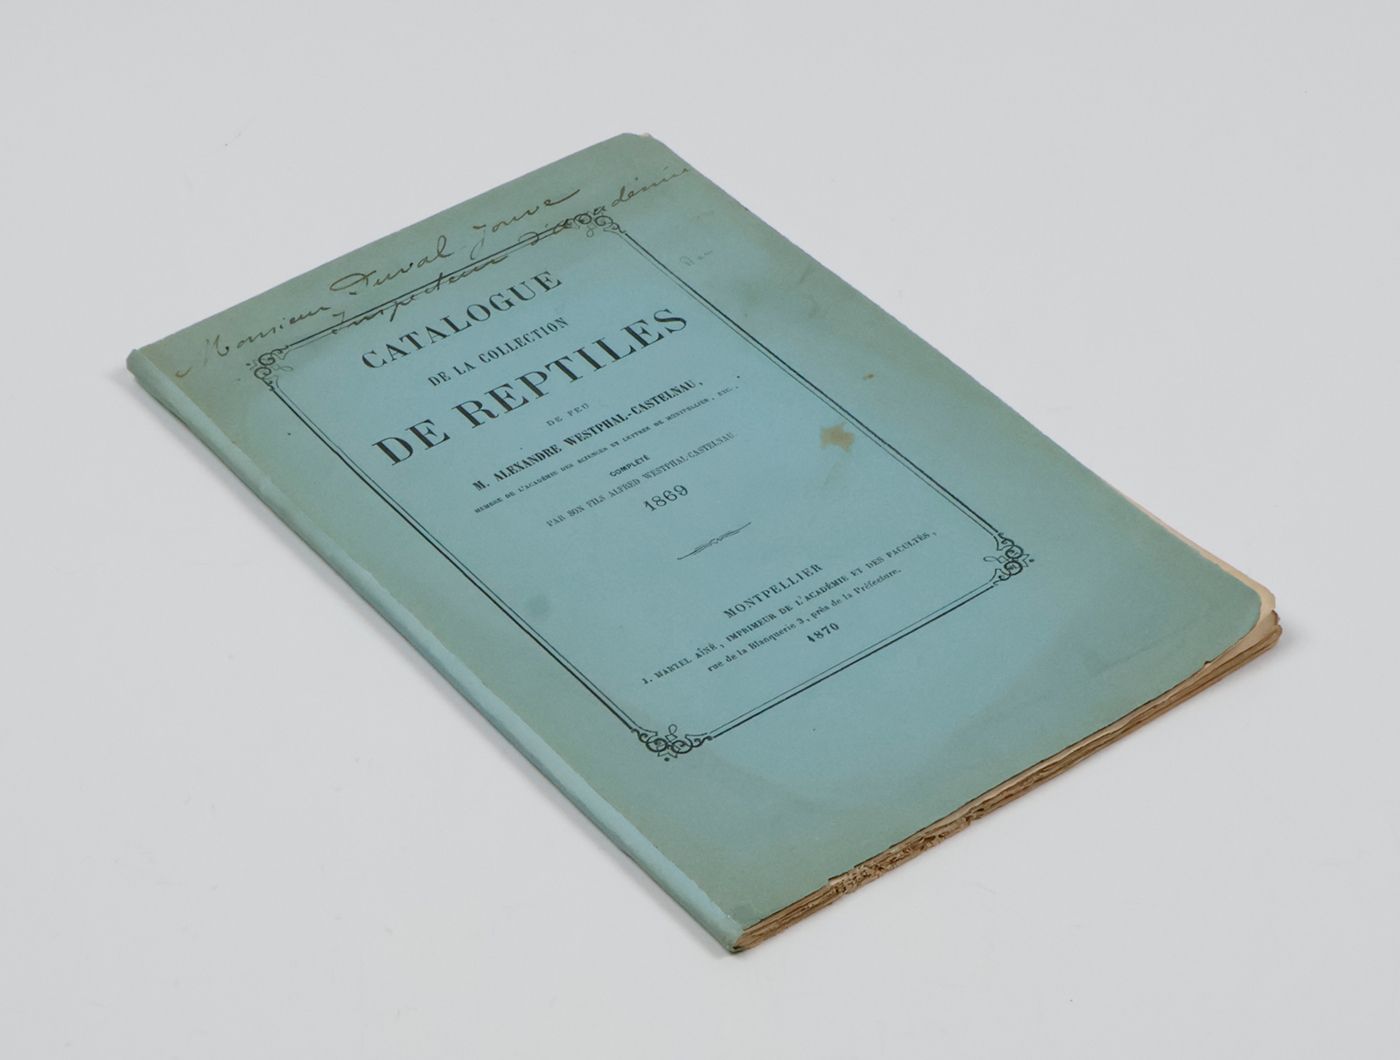 Monsieur Duval Jouve
Inspecteur d'académie
CATALOGUE
DE LA COLLECTION
DE REPTILES
DE FEU
M. ALEXANDRE WESTPHAL-CASTELNAU,
MEMBRE DE L'ACADÉMIE DES SCIENCES ET LETTRES DE MONTPELLIER, ETC.,
COMPLÉTÉ
PAR SON FILS ALFRED WESTPHAL-CASTELNAU.
1869
MONTPELLIER
J. MARTEL AÎNÉ, IMPRIMEUR DE L'ACADÉMIE ET DES FACULTÉS,
rue de la Blanquerie 3, près de la Préfecture.
1870